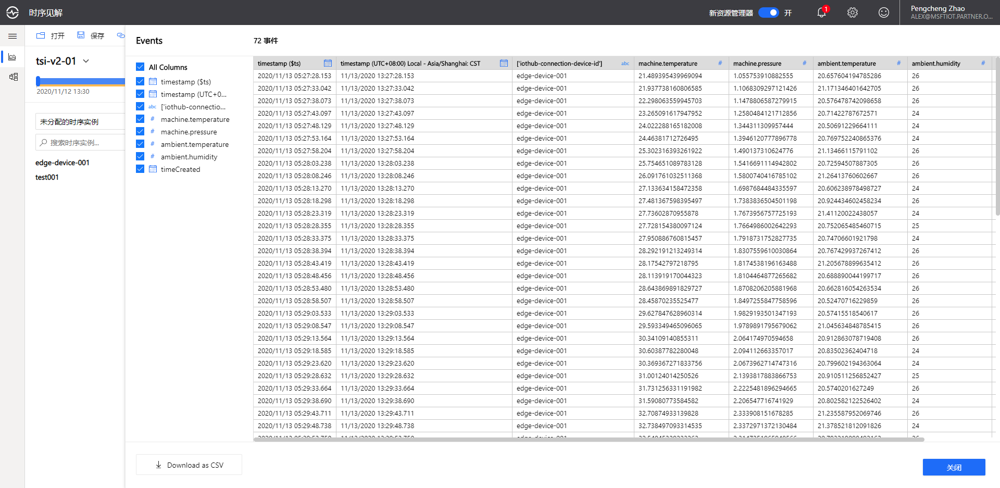 时序见解
新资源管理器 开
1
Pengcheng Zhao
ALEX@MSFTIOT.PARTNER.O...
打开 保存
tsi-v2-01
2020/11/12 13:30
未分配的时序实例
搜索时序实例...
edge-device-001
test001
Events
72 事件
All Columns
timestamp ($ts)
timestamp (UTC+0...
abc ['iothub-connectio...
# machine.temperature
# machine.pressure
# ambient.temperature
# ambient.humidity
timeCreated
timestamp ($ts) timestamp (UTC+08:00) Local - Asia/Shanghai: CST ['iothub-connection-device-id'] abc machine.temperature # machine.pressure # ambient.temperature # ambient.humidity #
2020/11/13 05:27:28.153 11/13/2020 13:27:28.153 edge-device-001 21.489395439969094 1.055753910882555 20.657604194785286 26
2020/11/13 05:27:33.042 11/13/2020 13:27:33.042 edge-device-001 21.937738160806585 1.1068309297121426 21.171346401642705 26
2020/11/13 05:27:38.073 11/13/2020 13:27:38.073 edge-device-001 22.298063559945703 1.1478806587279915 20.576478742098658 26
2020/11/13 05:27:43.097 11/13/2020 13:27:43.097 edge-device-001 23.265091617947952 1.2580484121712856 20.71422787672571 24
2020/11/13 05:27:48.129 11/13/2020 13:27:48.129 edge-device-001 24.022288165182008 1.344311309957444 20.50691229664111 24
2020/11/13 05:27:53.164 11/13/2020 13:27:53.164 edge-device-001 24.46381712726495 1.3946120777896778 20.769752240865376 24
2020/11/13 05:27:58.204 11/13/2020 13:27:58.204 edge-device-001 25.302316393261922 1.490137310624776 21.13466115791102 26
2020/11/13 05:28:03.238 11/13/2020 13:28:03.238 edge-device-001 25.754651089783128 1.5416691114942802 20.72594507887305 26
2020/11/13 05:28:08.246 11/13/2020 13:28:08.246 edge-device-001 26.091761032511368 1.5800740416785102 21.26413760602667 26
2020/11/13 05:28:13.270 11/13/2020 13:28:13.270 edge-device-001 27.133634158472358 1.6987684484335597 20.606238978498727 24
2020/11/13 05:28:18.298 11/13/2020 13:28:18.298 edge-device-001 27.481367598395497 1.7383836504501198 20.924434602458234 26
2020/11/13 05:28:23.319 11/13/2020 13:28:23.319 edge-device-001 27.73602870955878 1.7673956757725193 21.41120022438057 24
2020/11/13 05:28:28.355 11/13/2020 13:28:28.355 edge-device-001 27.728154380097124 1.7664986002642293 20.752065485460715 25
2020/11/13 05:28:33.375 11/13/2020 13:28:33.375 edge-device-001 27.950886760815457 1.7918731752827735 20.74706601921798 24
2020/11/13 05:28:38.394 11/13/2020 13:28:38.394 edge-device-001 28.292191213249314 1.8307559610030864 20.767429937267412 26
2020/11/13 05:28:43.419 11/13/2020 13:28:43.419 edge-device-001 28.17542797218795 1.8174538196163488 21.205678899635412 26
2020/11/13 05:28:48.456 11/13/2020 13:28:48.456 edge-device-001 28.113919170044323 1.8104464877265682 20.688890044199717 26
2020/11/13 05:28:53.480 11/13/2020 13:28:53.480 edge-device-001 28.643869891829727 1.8708206205881968 20.662816054263534 26
2020/11/13 05:28:58.507 11/13/2020 13:28:58.507 edge-device-001 28.45870235525477 1.8497255847758596 20.52470716229859 26
2020/11/13 05:29:03.533 11/13/2020 13:29:03.533 edge-device-001 29.627847628960314 1.9829193501347193 20.57415518540617 26
2020/11/13 05:29:08.547 11/13/2020 13:29:08.547 edge-device-001 29.593349465096065 1.9789891795679062 21.045634848785415 26
2020/11/13 05:29:13.564 11/13/2020 13:29:13.564 edge-device-001 30.34109140855311 2.064174970594658 20.912863078719408 26
2020/11/13 05:29:18.585 11/13/2020 13:29:18.585 edge-device-001 30.60387782280048 2.094112663357017 20.83502362404718 24
2020/11/13 05:29:23.620 11/13/2020 13:29:23.620 edge-device-001 30.369367271833756 2.0673962714747316 20.799602194363064 24
2020/11/13 05:29:28.632 11/13/2020 13:29:28.632 edge-device-001 31.00124014250526 2.1393817883866753 20.910511256852427 25
2020/11/13 05:29:33.664 11/13/2020 13:29:33.664 edge-device-001 31.731256331191982 2.2225481896294665 20.5740201627249 26
2020/11/13 05:29:38.690 11/13/2020 13:29:38.690 edge-device-001 31.59080773584582 2.206547716741929 20.802582122526402 24
2020/11/13 05:29:43.711 11/13/2020 13:29:43.711 edge-device-001 32.70874933139828 2.333908151678285 21.235587952069746 26
2020/11/13 05:29:48.738 11/13/2020 13:29:48.738 edge-device-001 32.738497093314535 2.3372971372130484 21.378521812091826 24
Download as CSV
关闭